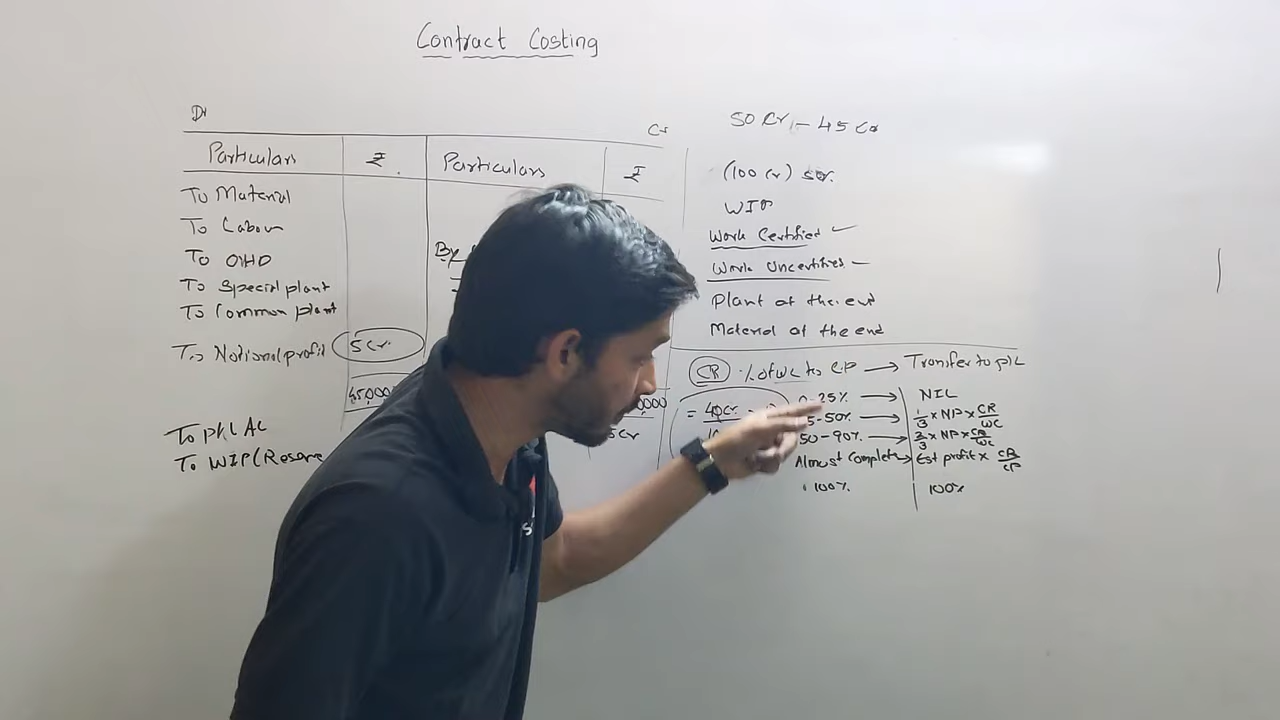 Contract Costing
Dr
Cr
Particulars ₹ Particulars ₹
To Material
To Labour
To OHD
To Special plant
To Common plant
To Notional profit 5 Cr
To P/L AC
To WIP (Reserve
By
50 Cr - 45 Cr
(100 Cr)
WIP
Work Certified
Work Uncertified
Plant at the end
Material at the end
% of WC to CP → Transfer to P/L
25% → NIL
5-50% → 1/3 × NP × CR/WC
50-90% → 2/3 × NP × CR/WC
Almost Complete → Est profit × CR/CP
100% 100%
= 40Cr